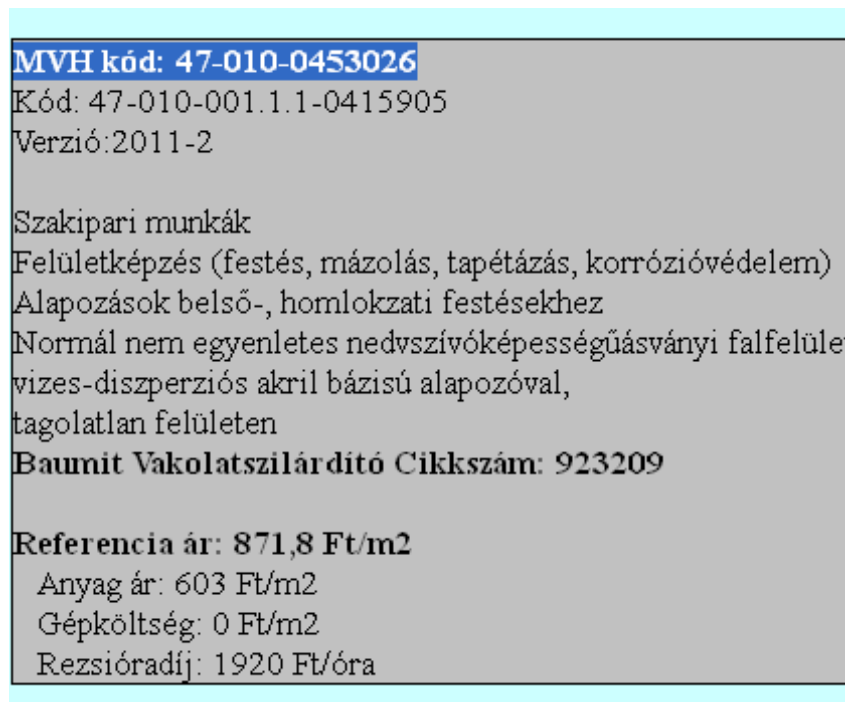 MVH kód: 47-010-0453026
Kód: 47-010-001.1.1-0415905
Verzió:2011-2
Szakipari munkák
Felületképzés (festés, mázolás, tapétázás, korrózióvédelem)
Alapozások belső-, homlokzati festésekhez
Normál nem egyenletes nedvszívóképességűásványi falfelüle
vizes-diszperziós akril bázisú alapozóval,
tagolatlan felületen
Baumit Vakolatszilárdító Cikkszám: 923209
Referencia ár: 871,8 Ft/m2
Anyag ár: 603 Ft/m2
Gépköltség: 0 Ft/m2
Rezsióradíj: 1920 Ft/óra